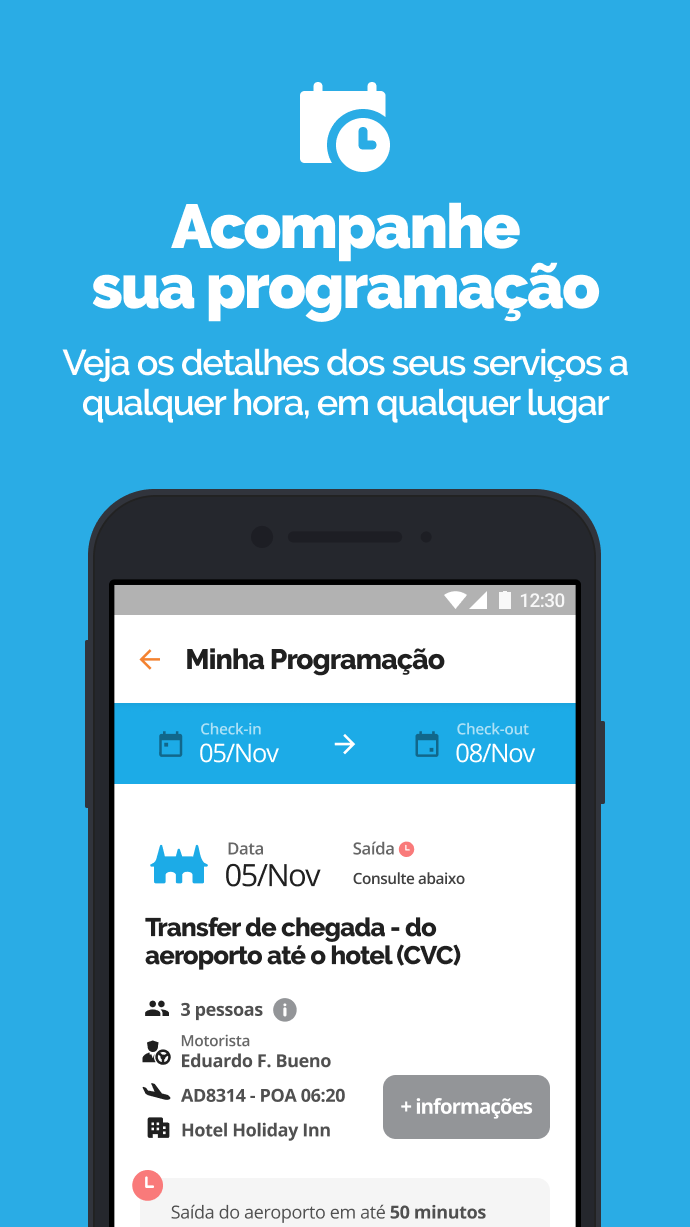 Acompanhe
sua programação
Veja os detalhes dos seus serviços a
qualquer hora, em qualquer lugar
12:30
Minha Programação
Check-in
05/Nov
Check-out
08/Nov
Data
05/Nov
Saída
Consulte abaixo
Transfer de chegada - do
aeroporto até o hotel (CVC)
3 pessoas
Motorista
Eduardo F. Bueno
AD8314 - POA 06:20
Hotel Holiday Inn
+ informações
Saída do aeroporto em até 50 minutos